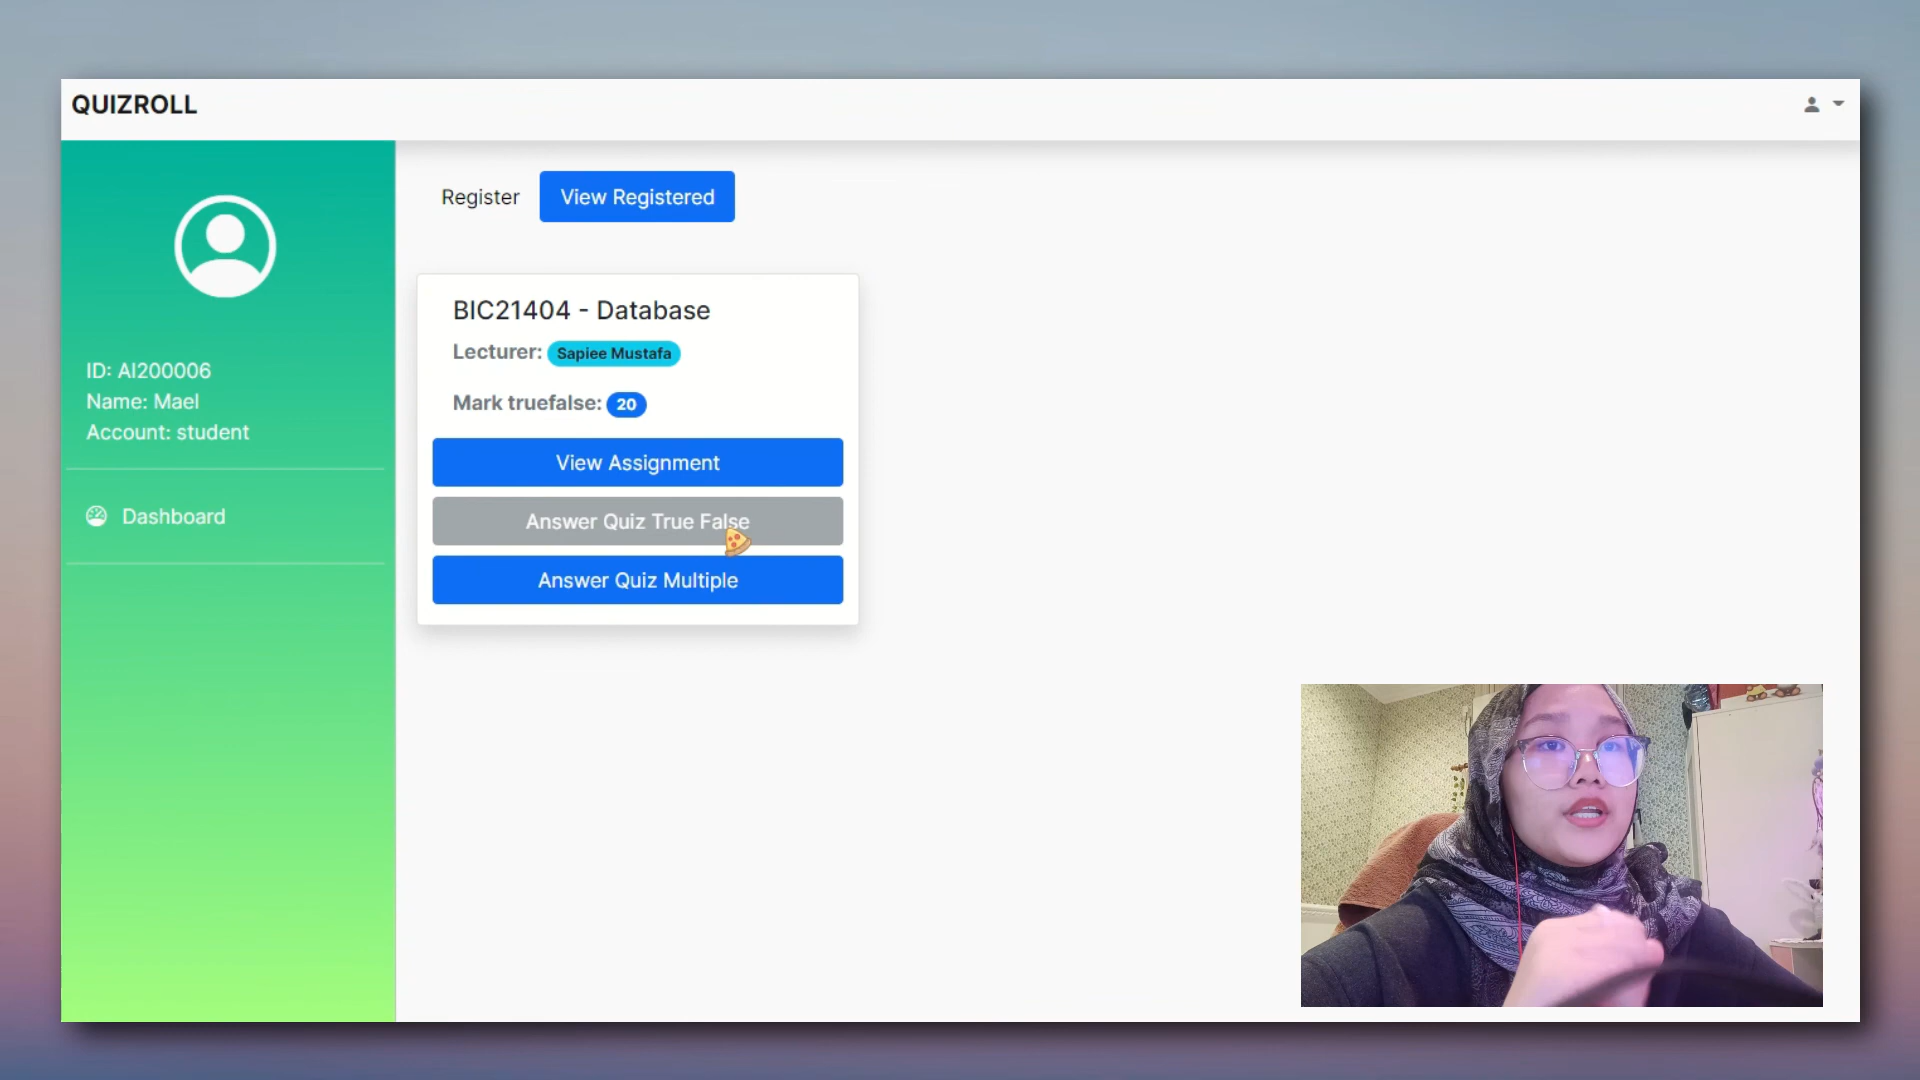 QUIZROLL
ID: AI200006
Name: Mael
Account: student
Dashboard
Register
View Registered
BIC21404 - Database
Lecturer: Sapiee Mustafa
Mark truefalse: 20
View Assignment
Answer Quiz True False
Answer Quiz Multiple